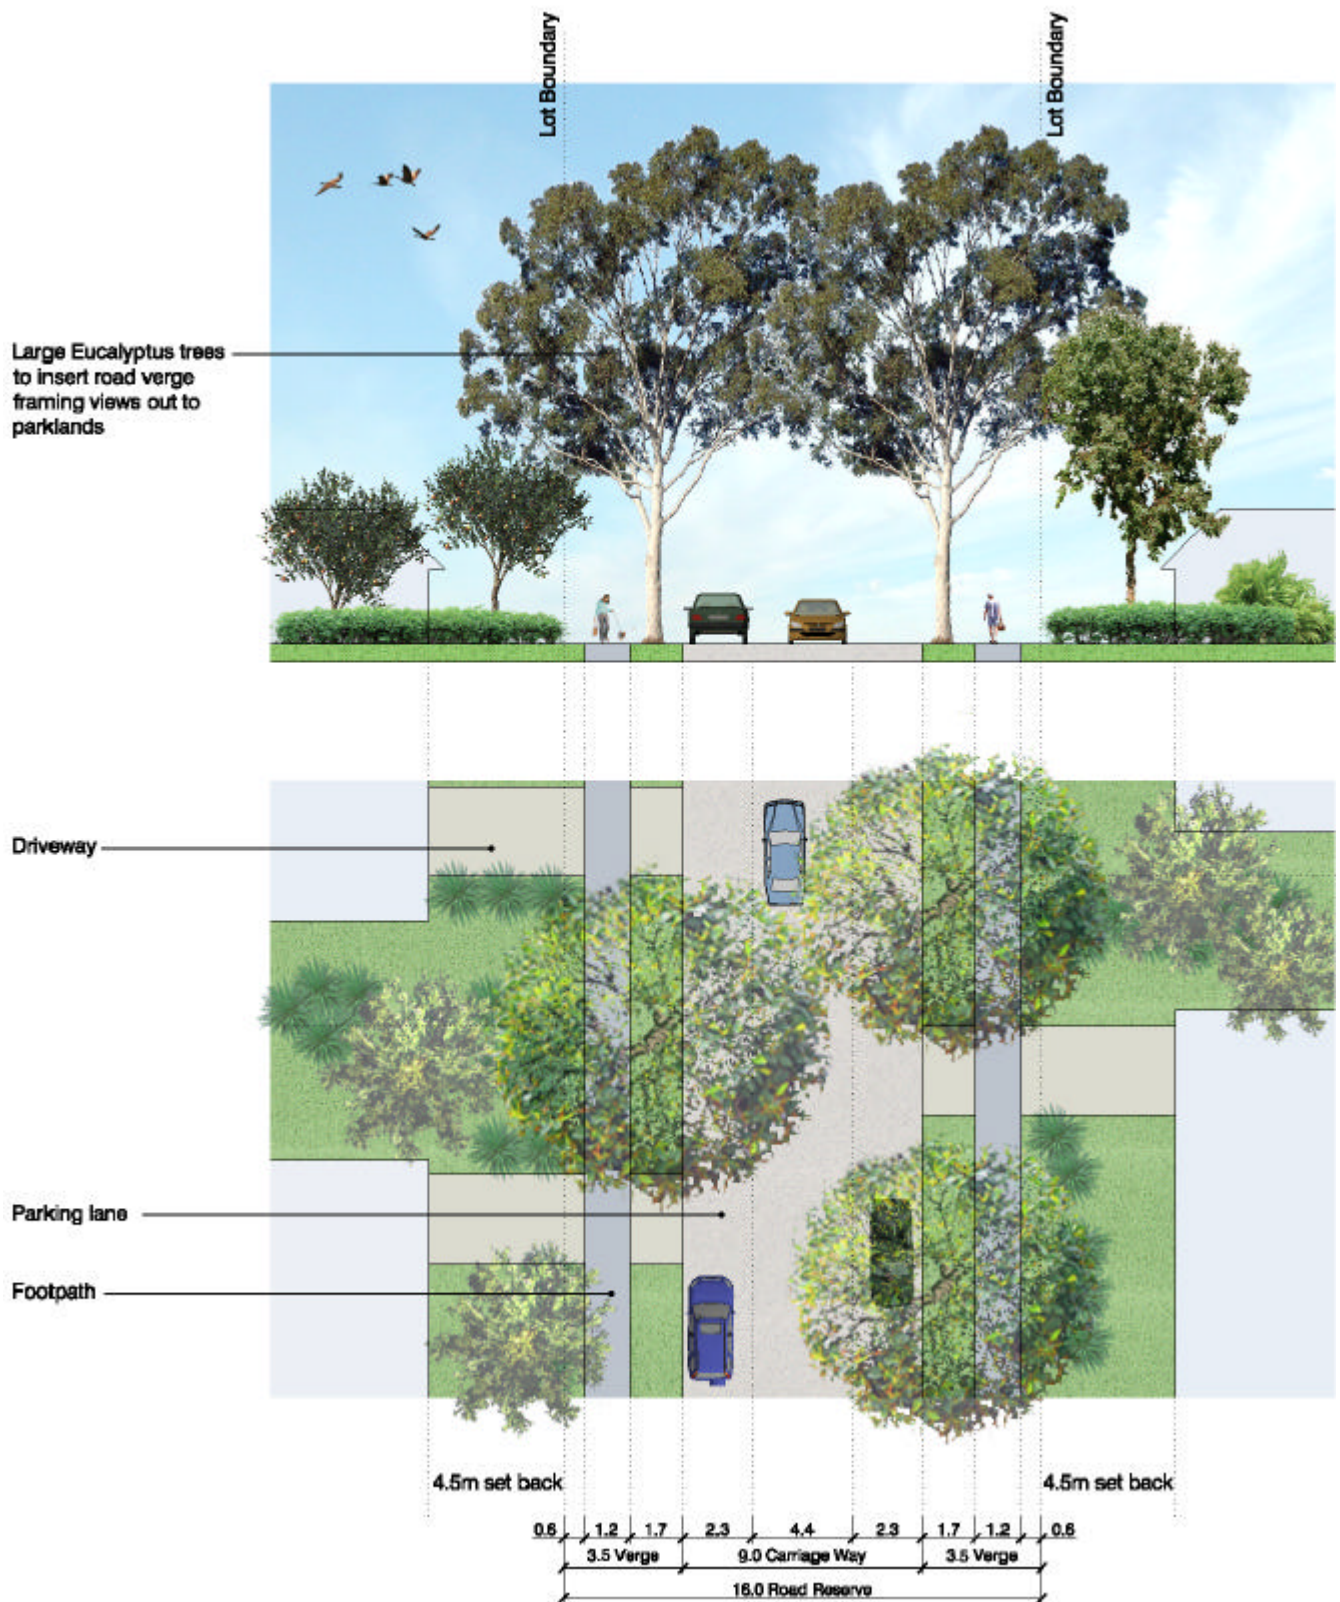 Lot Boundary
Lot Boundary
Large Eucalyptus trees
to insert road verge
framing views out to
parklands
Driveway
Parking lane
Footpath
4.5m set back
4.5m set back
0.6 1.2 1.7 2.3 4.4 2.3 1.7 1.2 0.6
3.5 Verge 9.0 Carriage Way 3.5 Verge
16.0 Road Reserve